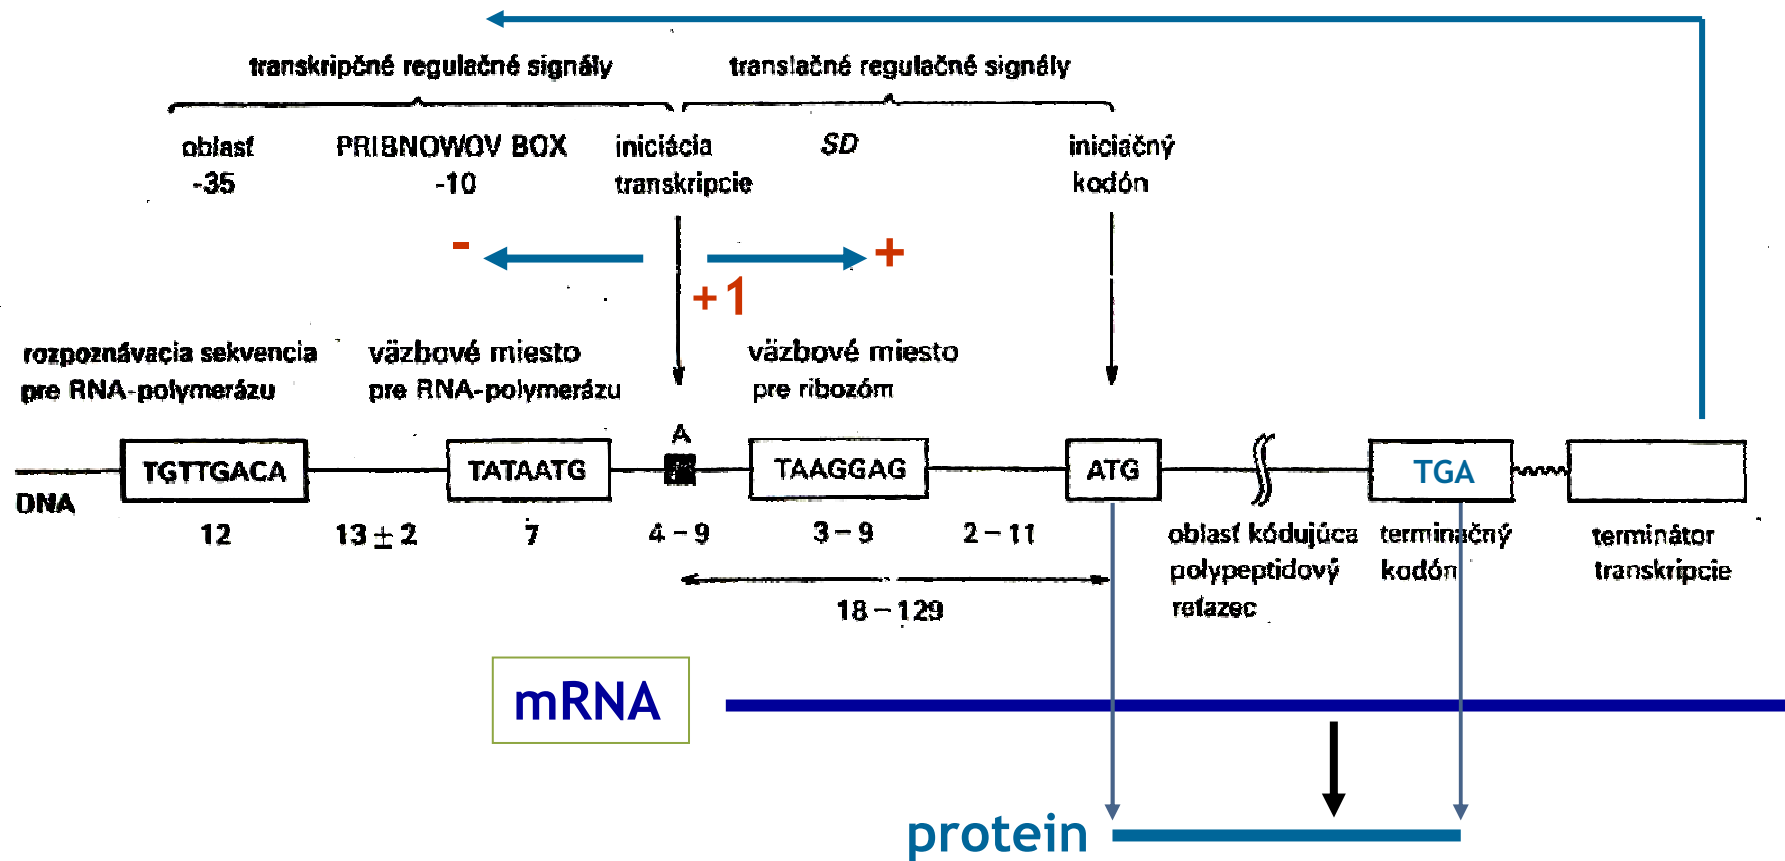 transkripčné regulačné signály
translačné regulačné signály
oblasť
-35
PRIBNOWOV BOX
-10
iniciácia
transkripcie
SD
iniciačný
kodón
-
+
+1
rozpoznávacia sekvencia
pre RNA-polymerázu
väzbové miesto
pre RNA-polymerázu
väzbové miesto
pre ribozóm
A
TGTTGACA
TATAATG
TAAGGAG
ATG
TGA
DNA
12
13 ± 2
7
4 – 9
3 – 9
2 – 11
oblasť kódujúca
polypeptidový
reťazec
terminačný
kodón
terminátor
transkripcie
18 – 129
mRNA
protein